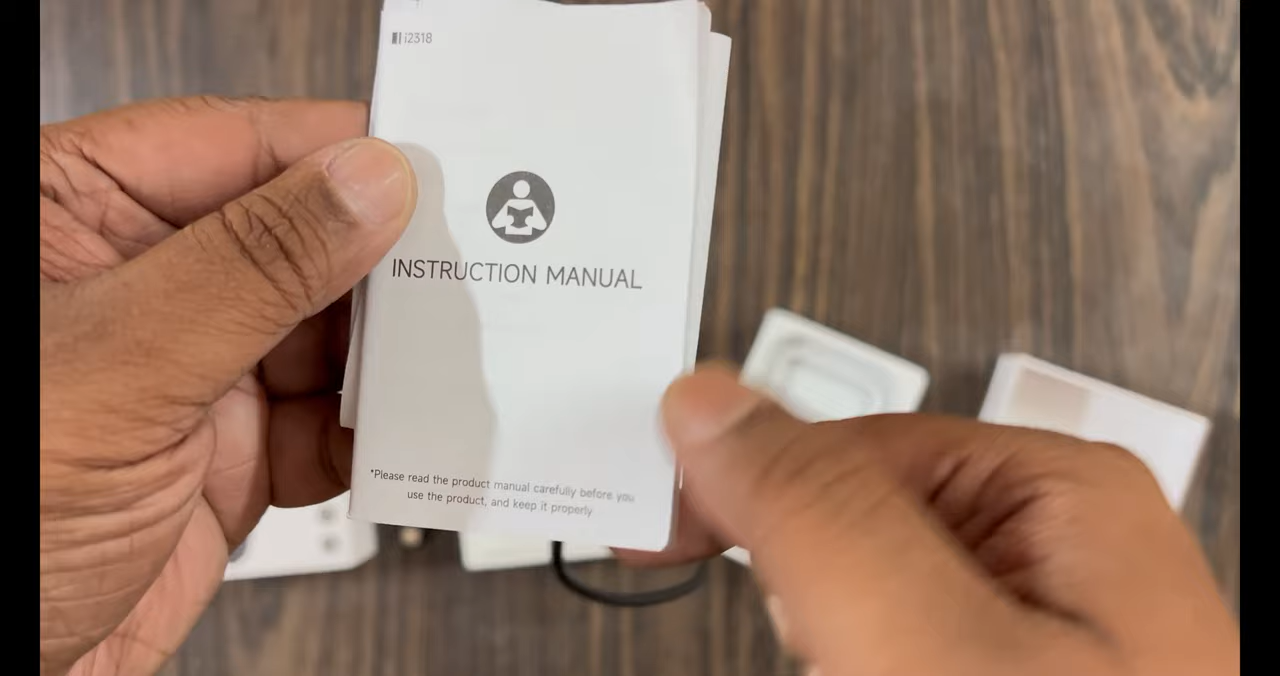 i2318
INSTRUCTION MANUAL
*Please read the product manual carefully before you
use the product, and keep it properly